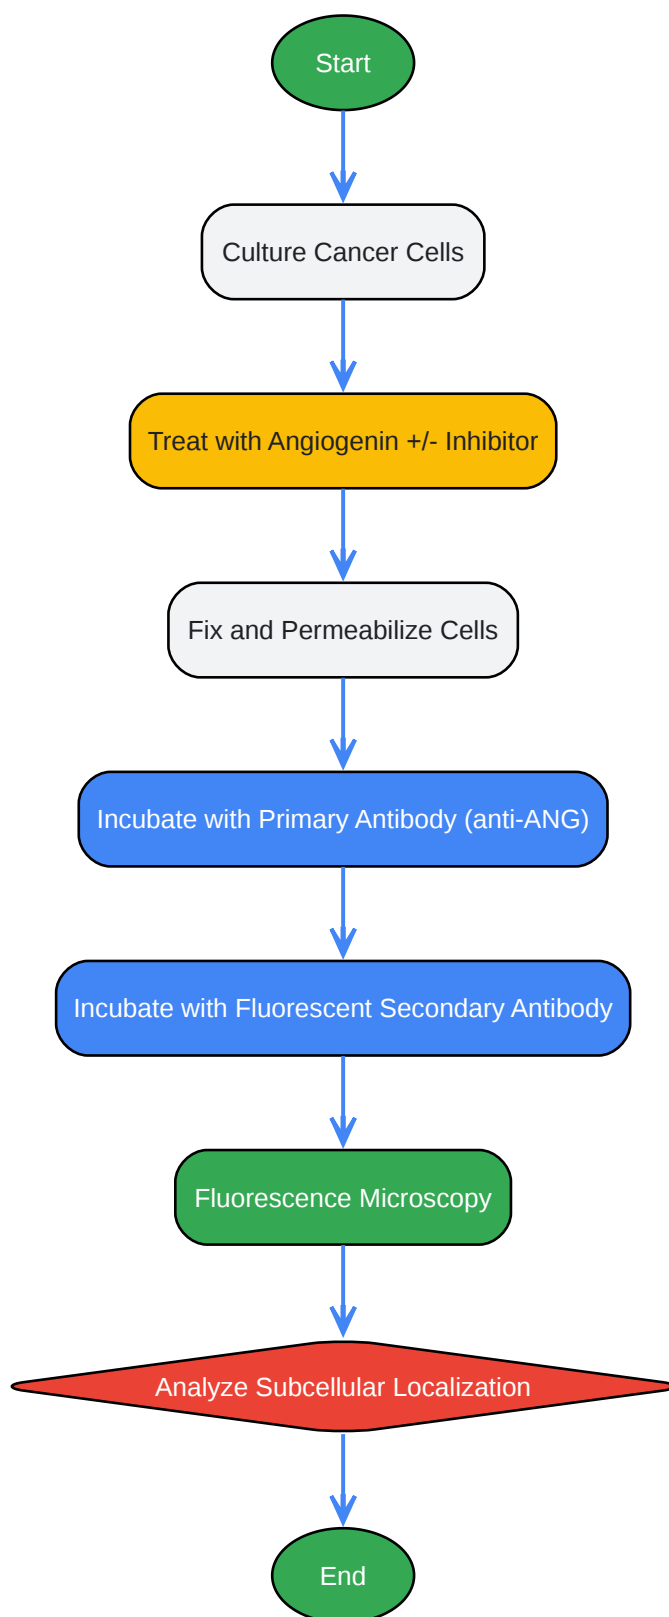 Start
Culture Cancer Cells
Treat with Angiogenin +/- Inhibitor
Fix and Permeabilize Cells
Incubate with Primary Antibody (anti-ANG)
Incubate with Fluorescent Secondary Antibody
Fluorescence Microscopy
Analyze Subcellular Localization
End